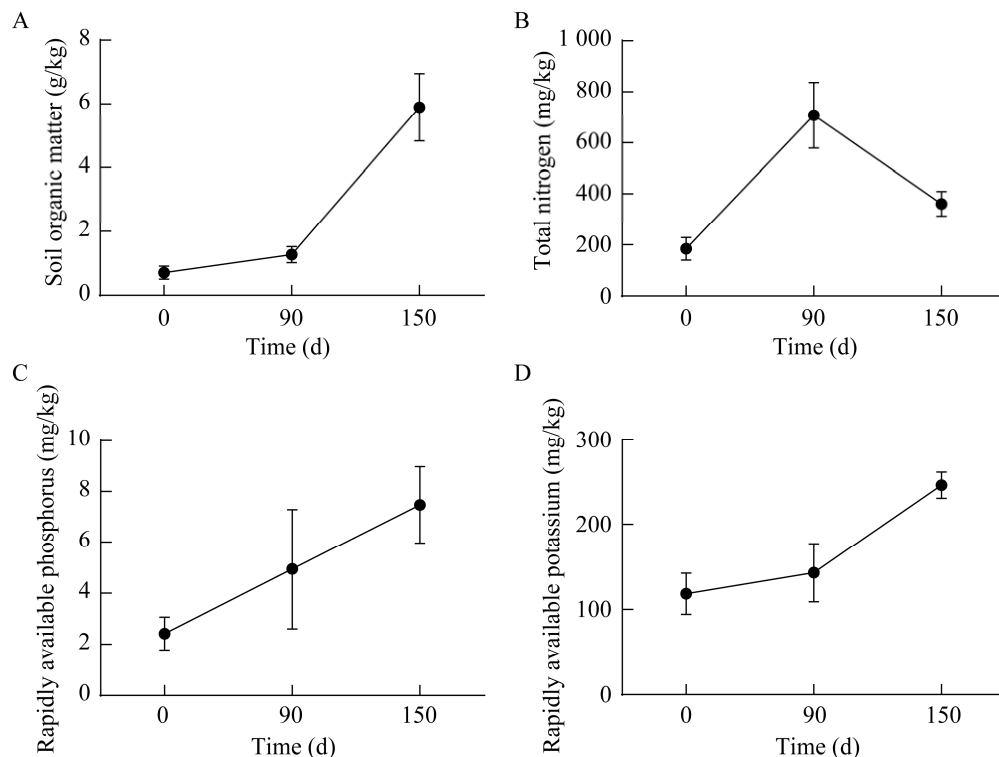 A
Soil organic matter (g/kg)
8
6
4
2
0
0 90 150
Time (d)
B
Total nitrogen (mg/kg)
1 000
800
600
400
200
0
0 90 150
Time (d)
C
Rapidly available phosphorus (mg/kg)
10
8
6
4
2
0
0 90 150
Time (d)
D
Rapidly available potassium (mg/kg)
300
200
100
0
0 90 150
Time (d)